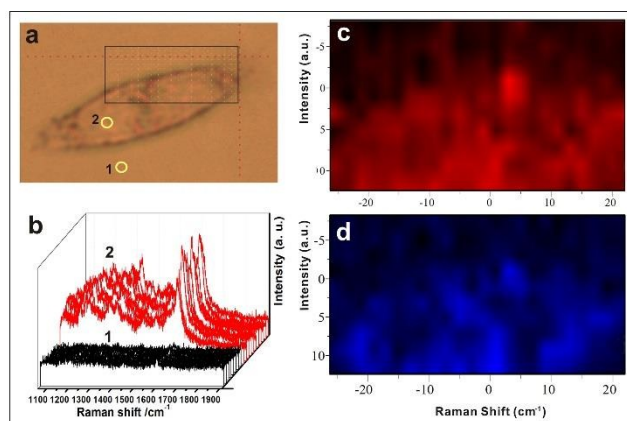 a
2
1
b
2
1
Intensity (a. u.)
1100 1200 1300 1400 1500 1600 1700 1800 1900
Raman shift /cm-1
c
Intensity (a.u.)
-5
0
5
0
-20 -10 0 10 20
d
Intensity (a.u.)
-5
0
5
10
-20 -10 0 10 20
Raman Shift (cm-1)